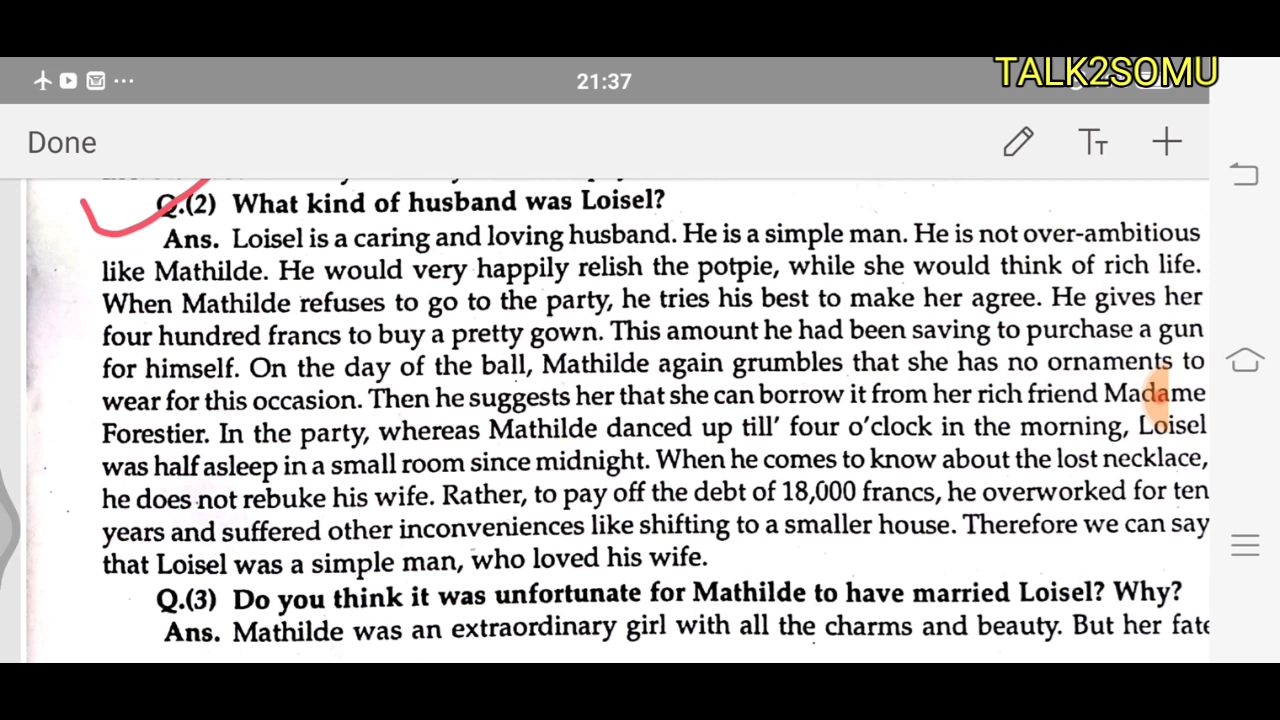 21:37
TALK2SOMU
Done
Q.(2) What kind of husband was Loisel?
Ans. Loisel is a caring and loving husband. He is a simple man. He is not over-ambitious
like Mathilde. He would very happily relish the potpie, while she would think of rich life.
When Mathilde refuses to go to the party, he tries his best to make her agree. He gives her
four hundred francs to buy a pretty gown. This amount he had been saving to purchase a gun
for himself. On the day of the ball, Mathilde again grumbles that she has no ornaments to
wear for this occasion. Then he suggests her that she can borrow it from her rich friend Madame
Forestier. In the party, whereas Mathilde danced up till' four o'clock in the morning, Loisel
was half asleep in a small room since midnight. When he comes to know about the lost necklace,
he does not rebuke his wife. Rather, to pay off the debt of 18,000 francs, he overworked for ten
years and suffered other inconveniences like shifting to a smaller house. Therefore we can say
that Loisel was a simple man, who loved his wife.
Q.(3) Do you think it was unfortunate for Mathilde to have married Loisel? Why?
Ans. Mathilde was an extraordinary girl with all the charms and beauty. But her fate